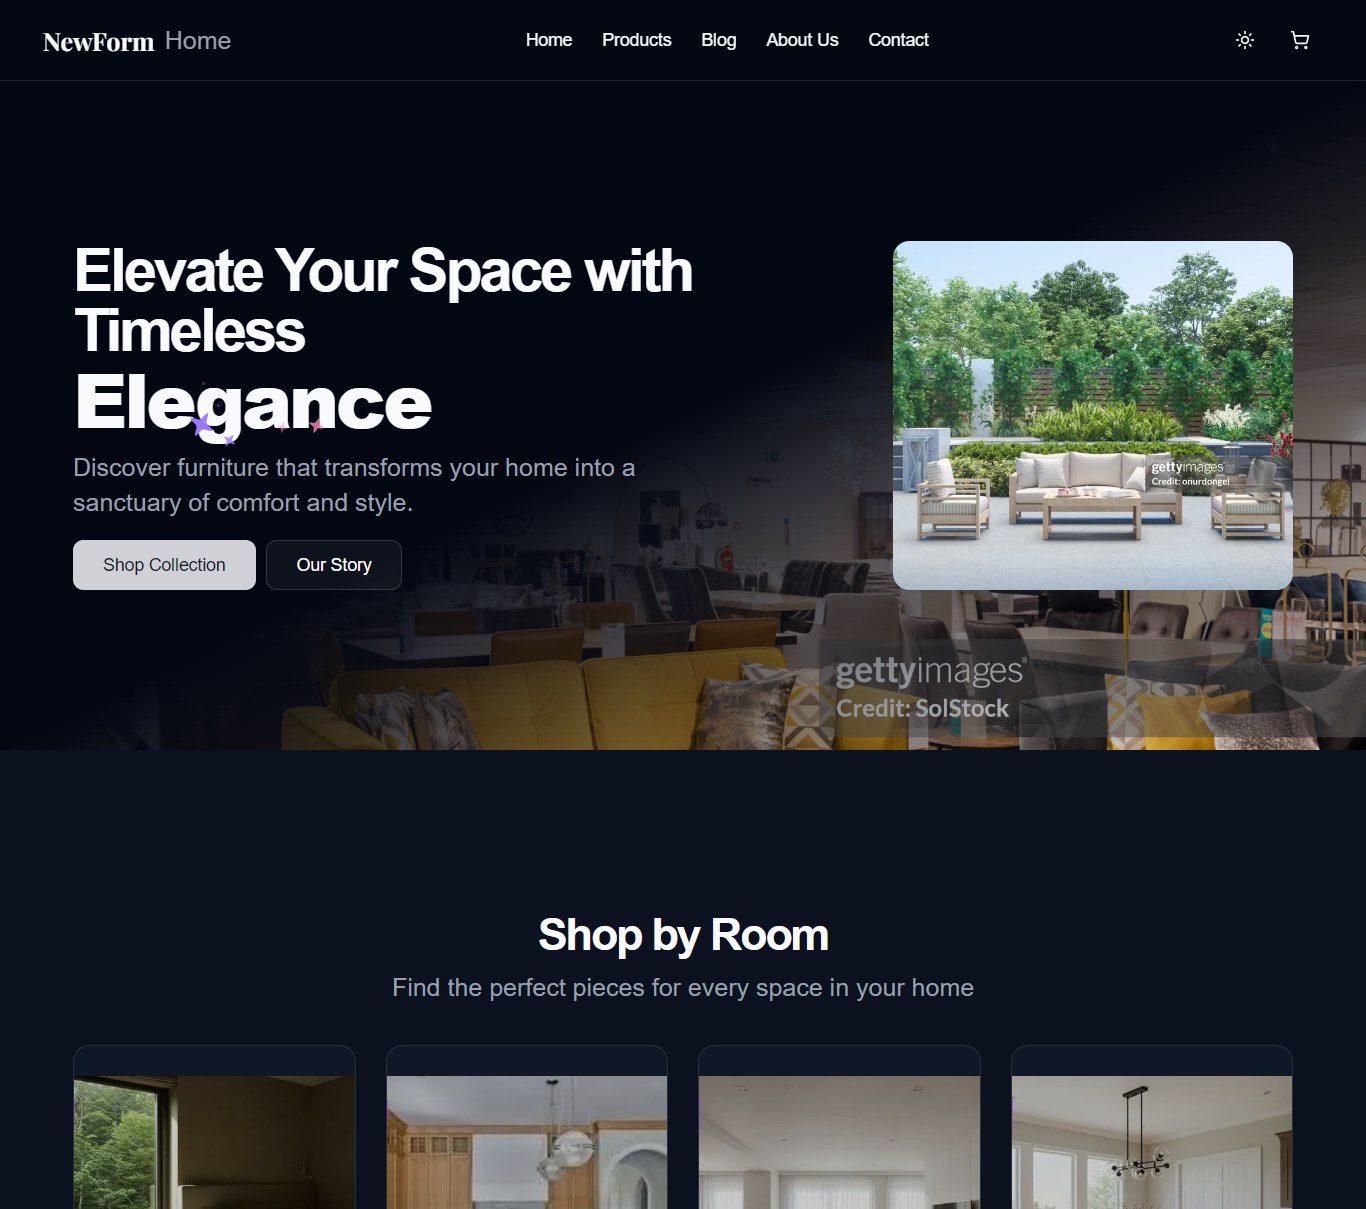 NewForm Home
Home Products Blog About Us Contact
Elevate Your Space with
Timeless
Elegance
Discover furniture that transforms your home into a
sanctuary of comfort and style.
Shop Collection Our Story
gettyimages
Credit: onurdongel
gettyimages®
Credit: SolStock
Shop by Room
Find the perfect pieces for every space in your home